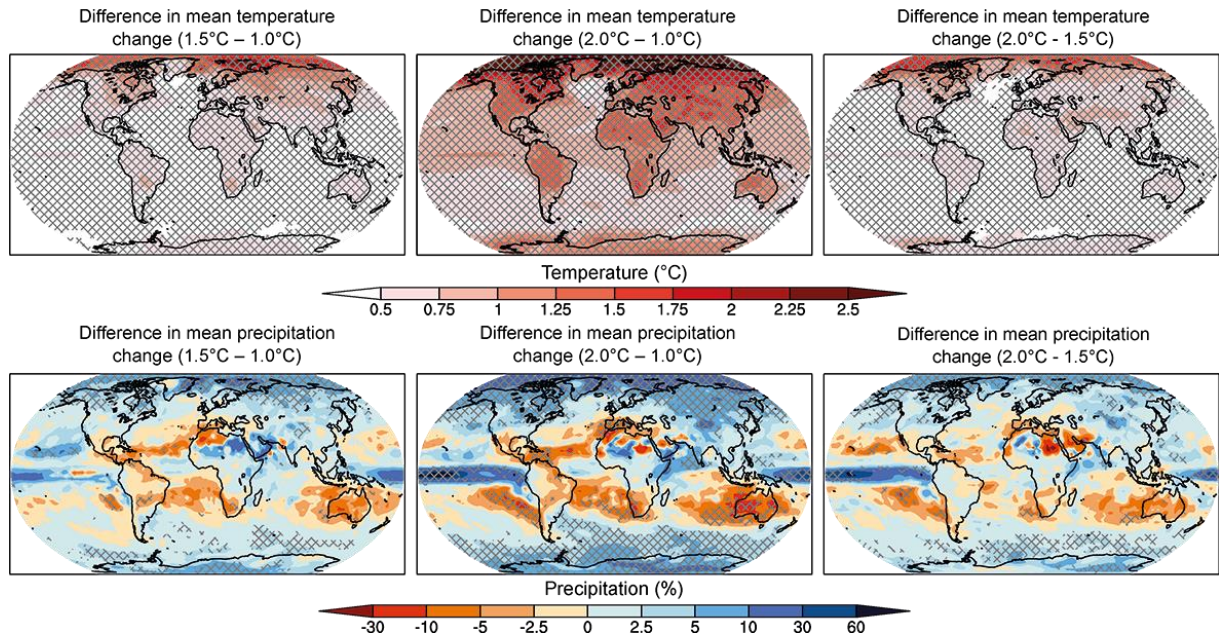 Difference in mean temperature
change (1.5°C – 1.0°C)
Difference in mean temperature
change (2.0°C – 1.0°C)
Difference in mean temperature
change (2.0°C - 1.5°C)
Temperature (°C)
0.5 0.75 1 1.25 1.5 1.75 2 2.25 2.5
Difference in mean precipitation
change (1.5°C – 1.0°C)
Difference in mean precipitation
change (2.0°C – 1.0°C)
Difference in mean precipitation
change (2.0°C - 1.5°C)
Precipitation (%)
-30 -10 -5 -2.5 0 2.5 5 10 30 60